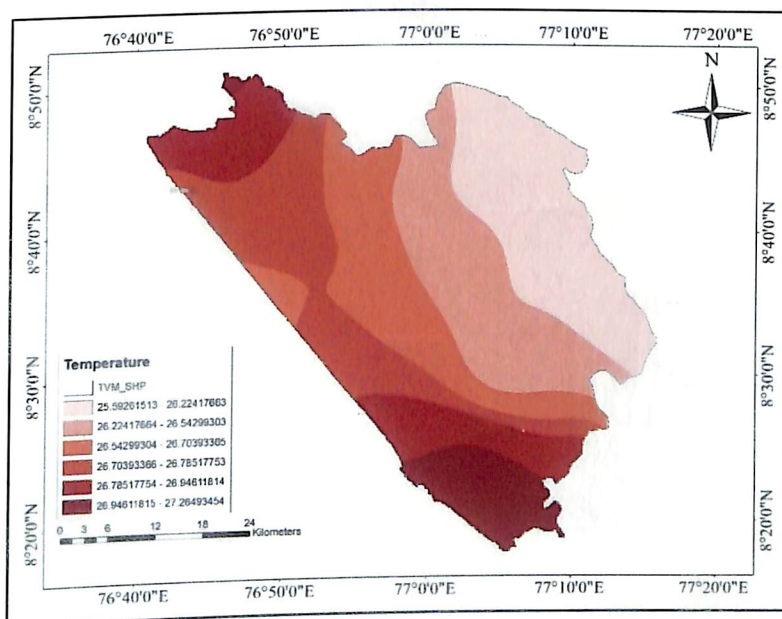 76°40'0"E 76°50'0"E 77°0'0"E 77°10'0"E 77°20'0"E
N
8°50'0"N 8°50'0"N
8°40'0"N 8°40'0"N
8°30'0"N 8°30'0"N
8°20'0"N 8°20'0"N
Temperature
TVM_SHP
25.59261513 - 26.22417663
26.22417664 - 26.54299303
26.54299304 - 26.70393365
26.70393366 - 26.78517753
26.78517754 - 26.94611814
26.94611815 - 27.26493454
0 3 6 12 18 24
Kilometers
76°40'0"E 76°50'0"E 77°0'0"E 77°10'0"E 77°20'0"E